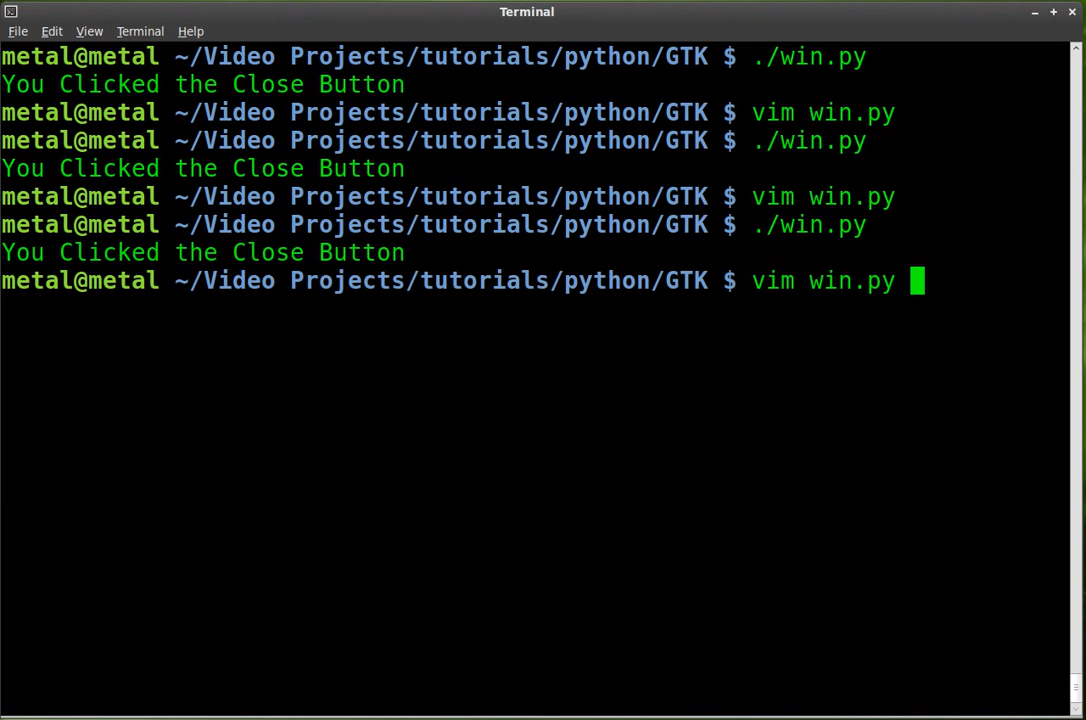 Terminal
File Edit View Terminal Help
metal@metal ~/Video Projects/tutorials/python/GTK $ ./win.py
You Clicked the Close Button
metal@metal ~/Video Projects/tutorials/python/GTK $ vim win.py
metal@metal ~/Video Projects/tutorials/python/GTK $ ./win.py
You Clicked the Close Button
metal@metal ~/Video Projects/tutorials/python/GTK $ vim win.py
metal@metal ~/Video Projects/tutorials/python/GTK $ ./win.py
You Clicked the Close Button
metal@metal ~/Video Projects/tutorials/python/GTK $ vim win.py